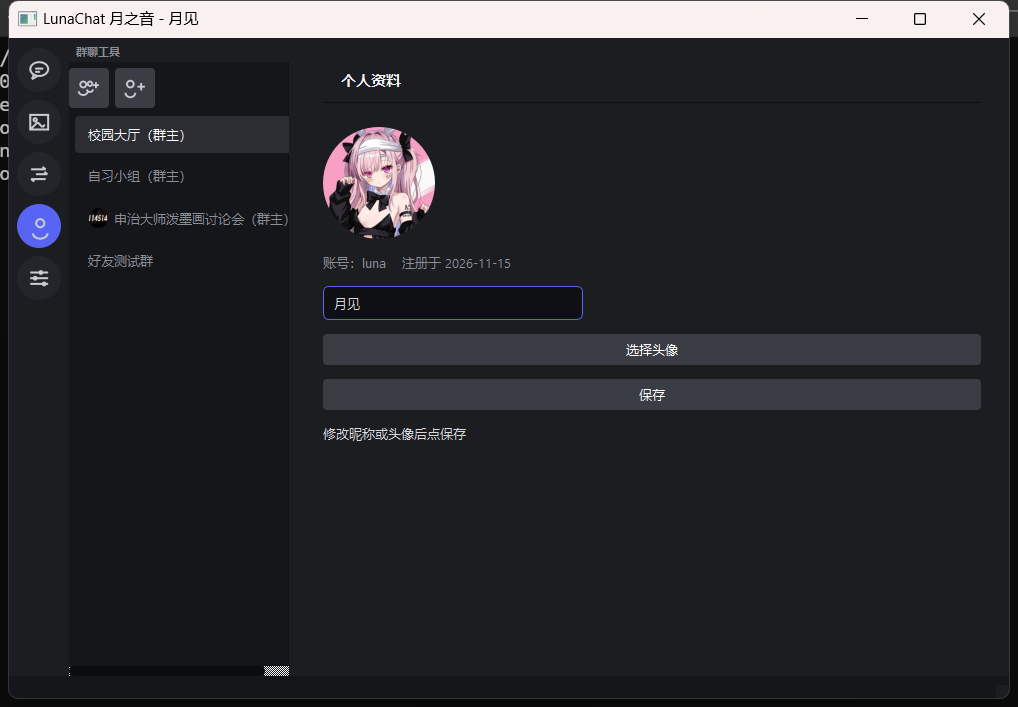 LunaChat 月之音 - 月见
群聊工具
校园大厅（群主）
自习小组（群主）
114514 申治大师泼墨画讨论会（群主）
好友测试群
个人资料
账号：luna 注册于 2026-11-15
月见
选择头像
保存
修改昵称或头像后点保存